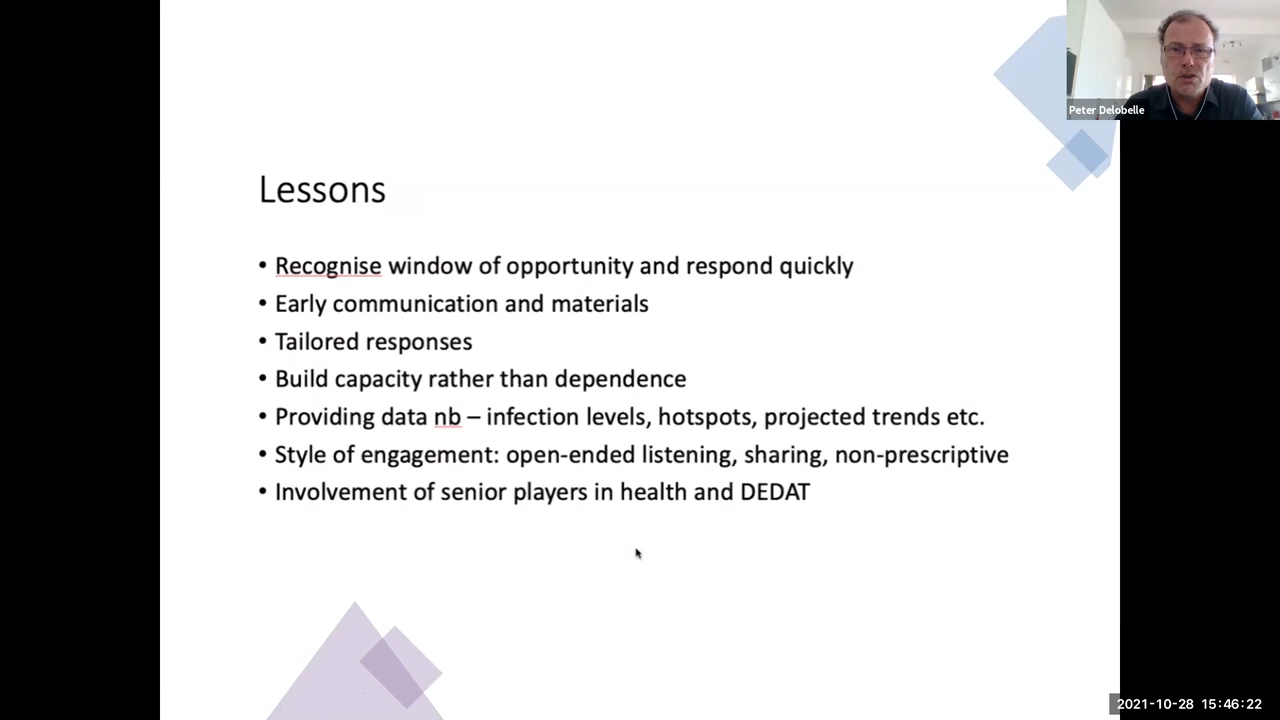 Peter Delobelle
Lessons
• Recognise window of opportunity and respond quickly
• Early communication and materials
• Tailored responses
• Build capacity rather than dependence
• Providing data nb – infection levels, hotspots, projected trends etc.
• Style of engagement: open-ended listening, sharing, non-prescriptive
• Involvement of senior players in health and DEDAT
2021-10-28 15:46:22